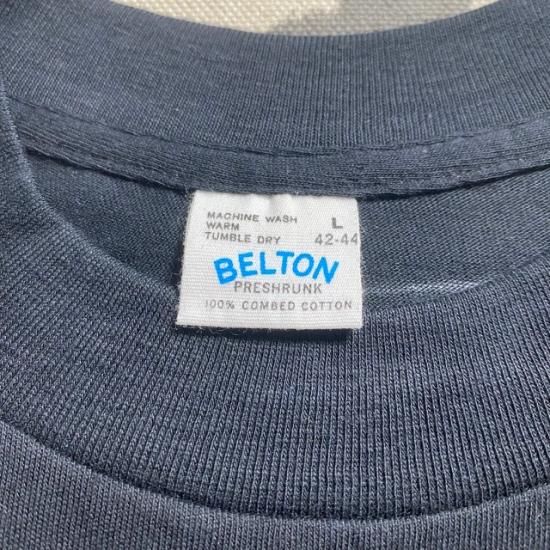 MACHINE WASH
WARM L
TUMBLE DRY 42-44
BELTON
PRESHRUNK
100% COMBED COTTON